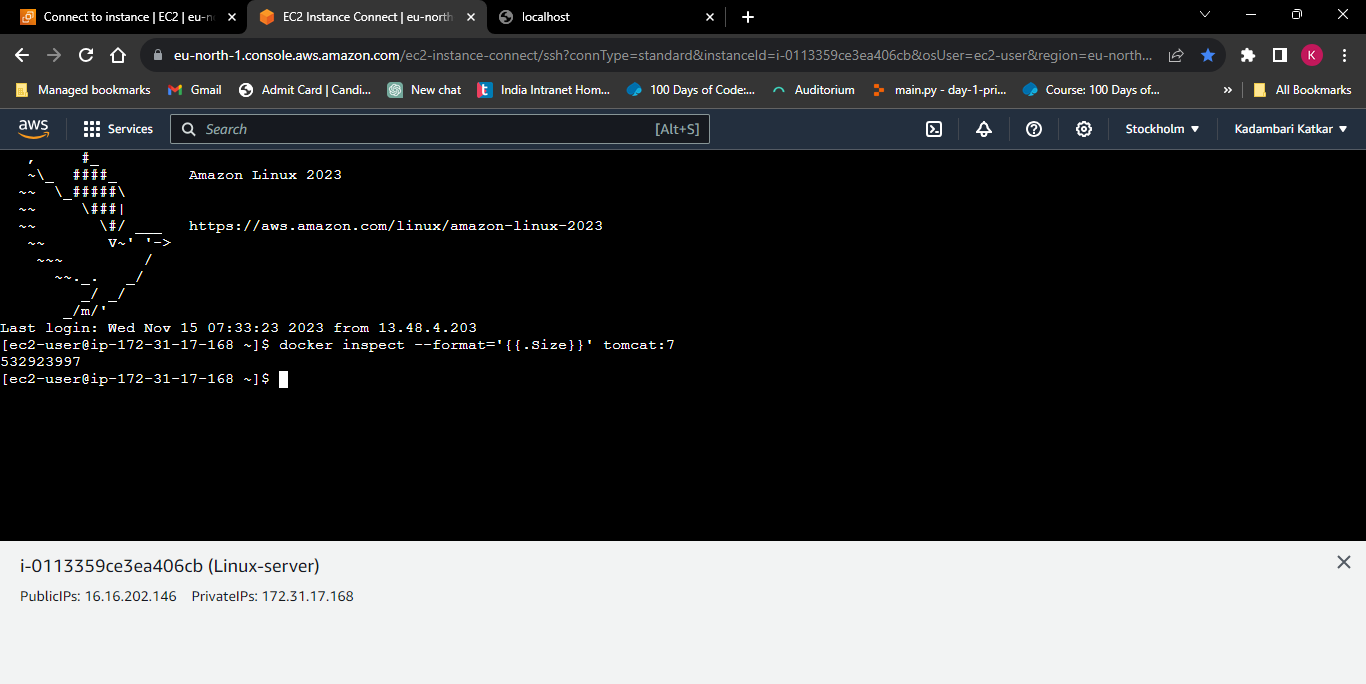 Connect to instance | EC2 | eu-n
EC2 Instance Connect | eu-north
localhost
eu-north-1.console.aws.amazon.com/ec2-instance-connect/ssh?connType=standard&instanceId=i-0113359ce3ea406cb&osUser=ec2-user&region=eu-north...
K
Managed bookmarks
Gmail
Admit Card | Candi...
New chat
India Intranet Hom...
100 Days of Code:...
Auditorium
main.py - day-1-pri...
Course: 100 Days of...
»
All Bookmarks
aws
Services
Search
[Alt+S]
Stockholm
Kadambari Katkar
   ,     #_
   ~\_  ####_        Amazon Linux 2023
  ~~  \_#####\
  ~~     \###|
  ~~       \#/ ___   https://aws.amazon.com/linux/amazon-linux-2023
   ~~       V~' '->
    ~~~         /
      ~~._.   _/
         _/ _/
       _/m/'
Last login: Wed Nov 15 07:33:23 2023 from 13.48.4.203
[ec2-user@ip-172-31-17-168 ~]$ docker inspect --format='{{.Size}}' tomcat:7
532923997
[ec2-user@ip-172-31-17-168 ~]$
i-0113359ce3ea406cb (Linux-server)
PublicIPs: 16.16.202.146 PrivateIPs: 172.31.17.168